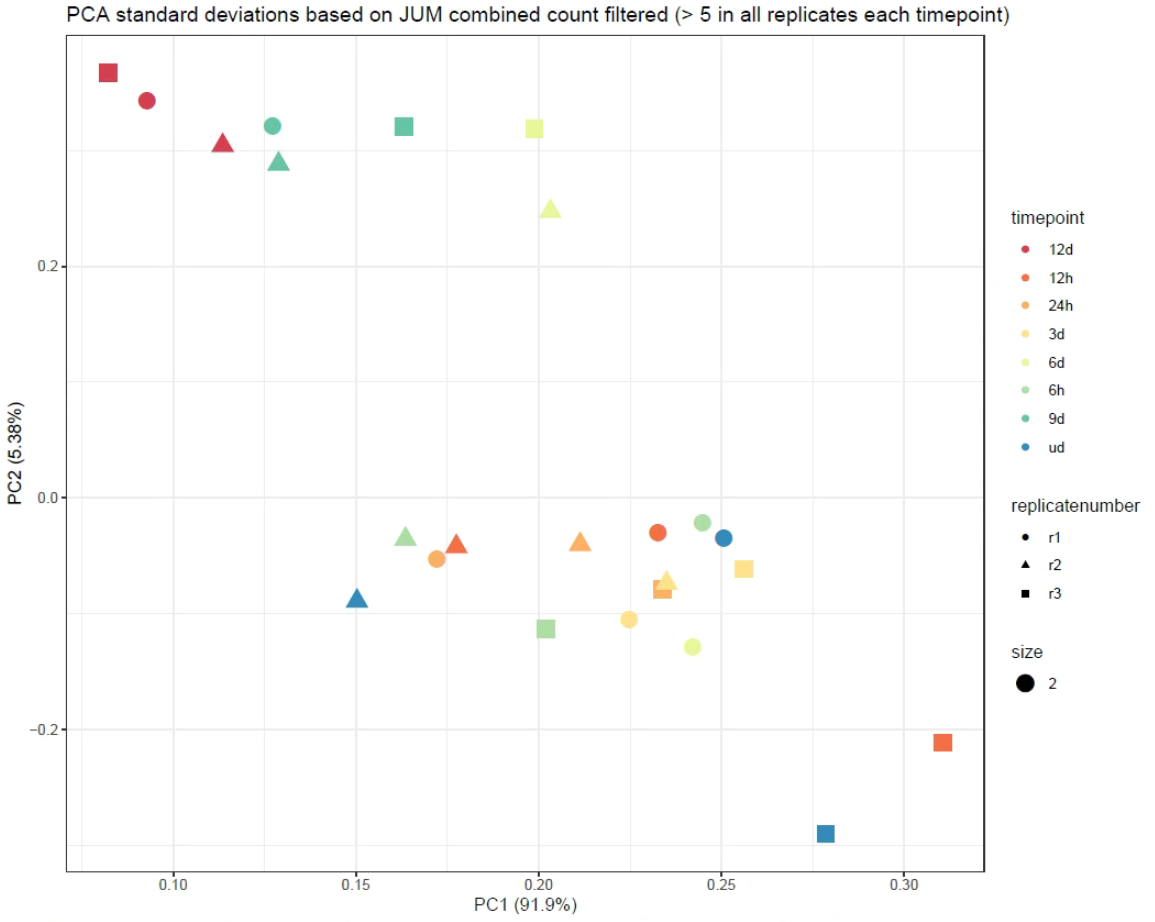 PCA standard deviations based on JUM combined count filtered (> 5 in all replicates each timepoint)
0.2
0.0
−0.2
PC2 (5.38%)
0.10
0.15
0.20
0.25
0.30
PC1 (91.9%)
timepoint
12d
12h
24h
3d
6d
6h
9d
ud
replicatenumber
r1
r2
r3
size
2